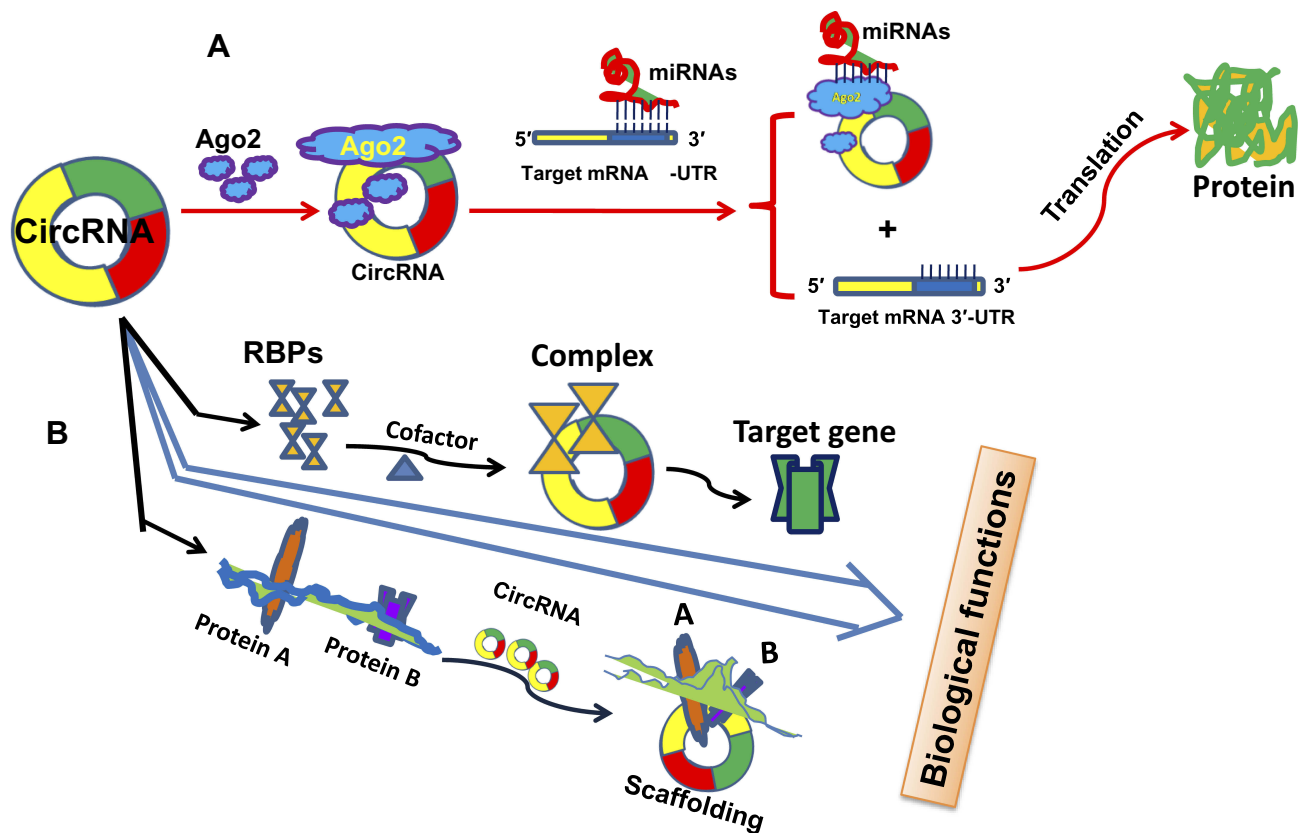 A
miRNAs
miRNAs
Ago2
5′ 3′
Target mRNA -UTR
Ago2
Ago2
CircRNA
CircRNA
+
5′ 3′
Target mRNA 3′-UTR
Translation
Protein
B
RBPs
Cofactor
Complex
Target gene
Protein A
Protein B
CircRNA
A
B
Scaffolding
Biological functions